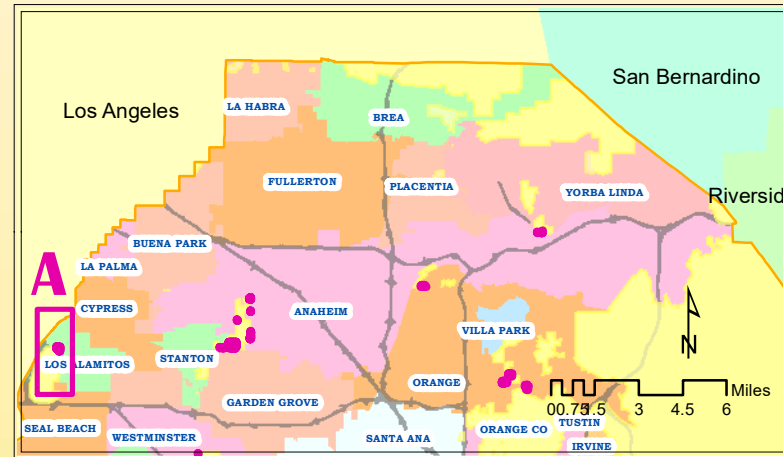 San Bernardino
Los Angeles
LA HABRA
BREA
FULLERTON
PLACENTIA
YORBA LINDA
Riversid
BUENA PARK
LA PALMA
A
CYPRESS
ANAHEIM
VILLA PARK
STANTON
LOS ALAMITOS
N
ORANGE
GARDEN GROVE
Miles
00.751.5 3 4.5 6
SEAL BEACH
WESTMINSTER
SANTA ANA
ORANGE CO
TUSTIN
IRVINE